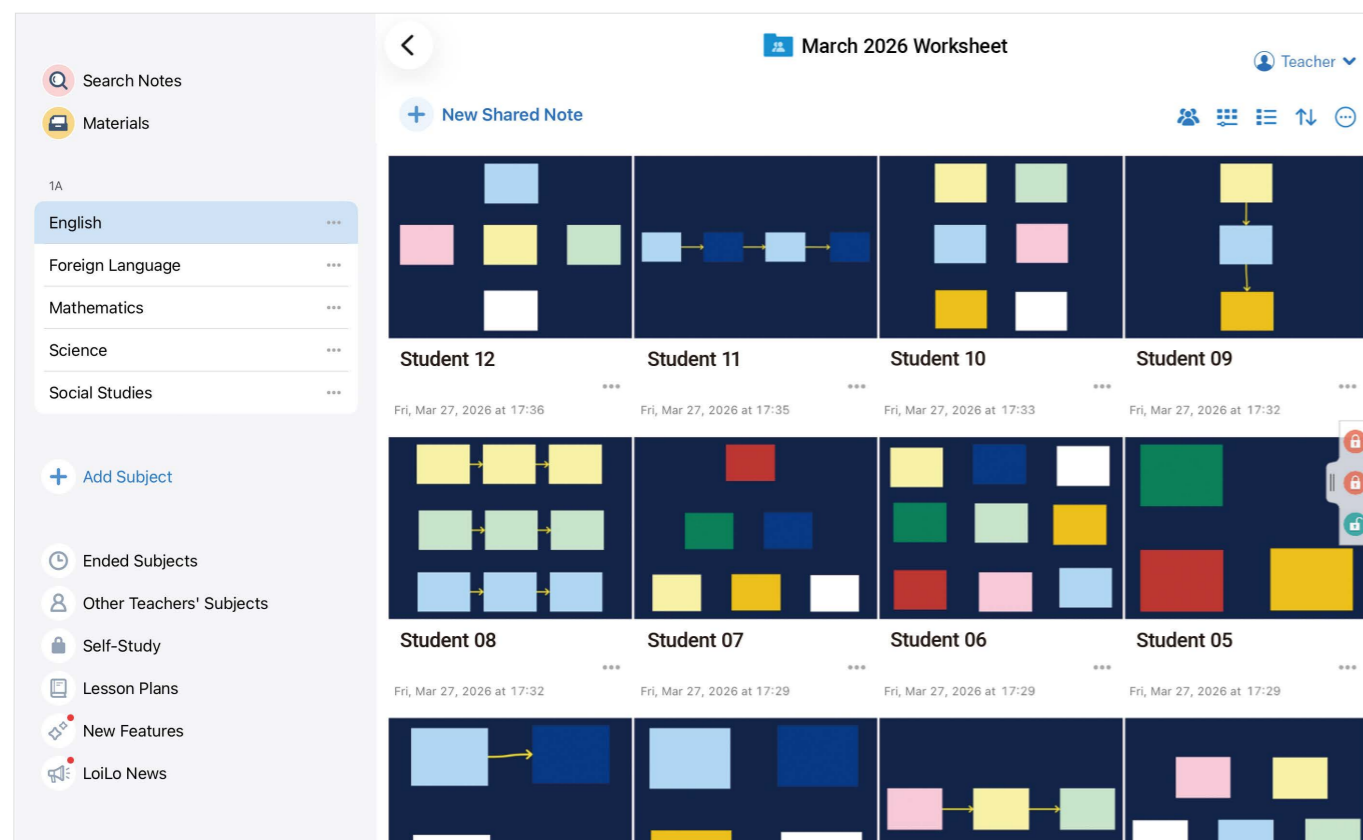 Search Notes
Materials
1A
English
Foreign Language
Mathematics
Science
Social Studies
Add Subject
Ended Subjects
Other Teachers' Subjects
Self-Study
Lesson Plans
New Features
LoiLo News
March 2026 Worksheet
Teacher
New Shared Note
Student 12
Fri, Mar 27, 2026 at 17:36
Student 11
Fri, Mar 27, 2026 at 17:35
Student 10
Fri, Mar 27, 2026 at 17:33
Student 09
Fri, Mar 27, 2026 at 17:32
Student 08
Fri, Mar 27, 2026 at 17:32
Student 07
Fri, Mar 27, 2026 at 17:29
Student 06
Fri, Mar 27, 2026 at 17:29
Student 05
Fri, Mar 27, 2026 at 17:29